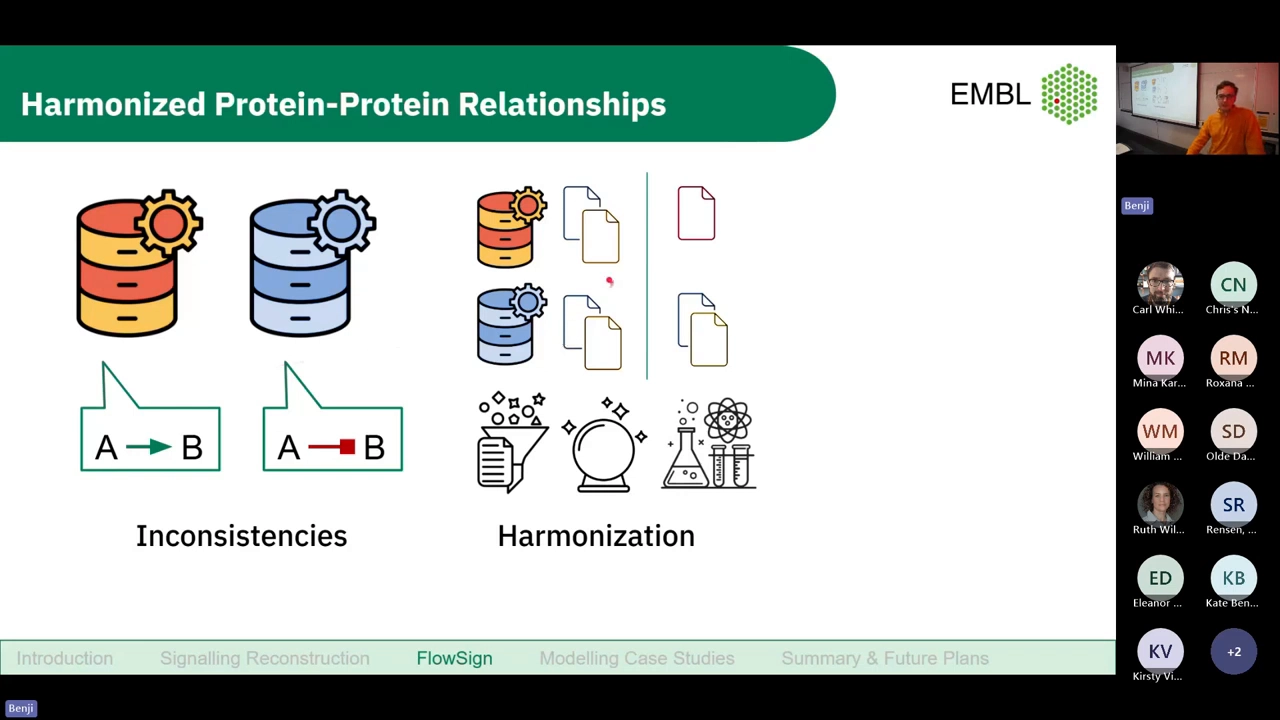 Harmonized Protein-Protein Relationships
EMBL
A B
A B
Inconsistencies
Harmonization
Introduction Signalling Reconstruction FlowSign Modelling Case Studies Summary & Future Plans
Benji
Benji
CN
Carl Whi... Chris's N...
MK RM
Mina Kar... Roxana ...
WM SD
William ... Olde Da...
SR
Ruth Wil... Rensen, ...
ED KB
Eleanor ... Kate Ben...
KV +2
Kirsty Vi...